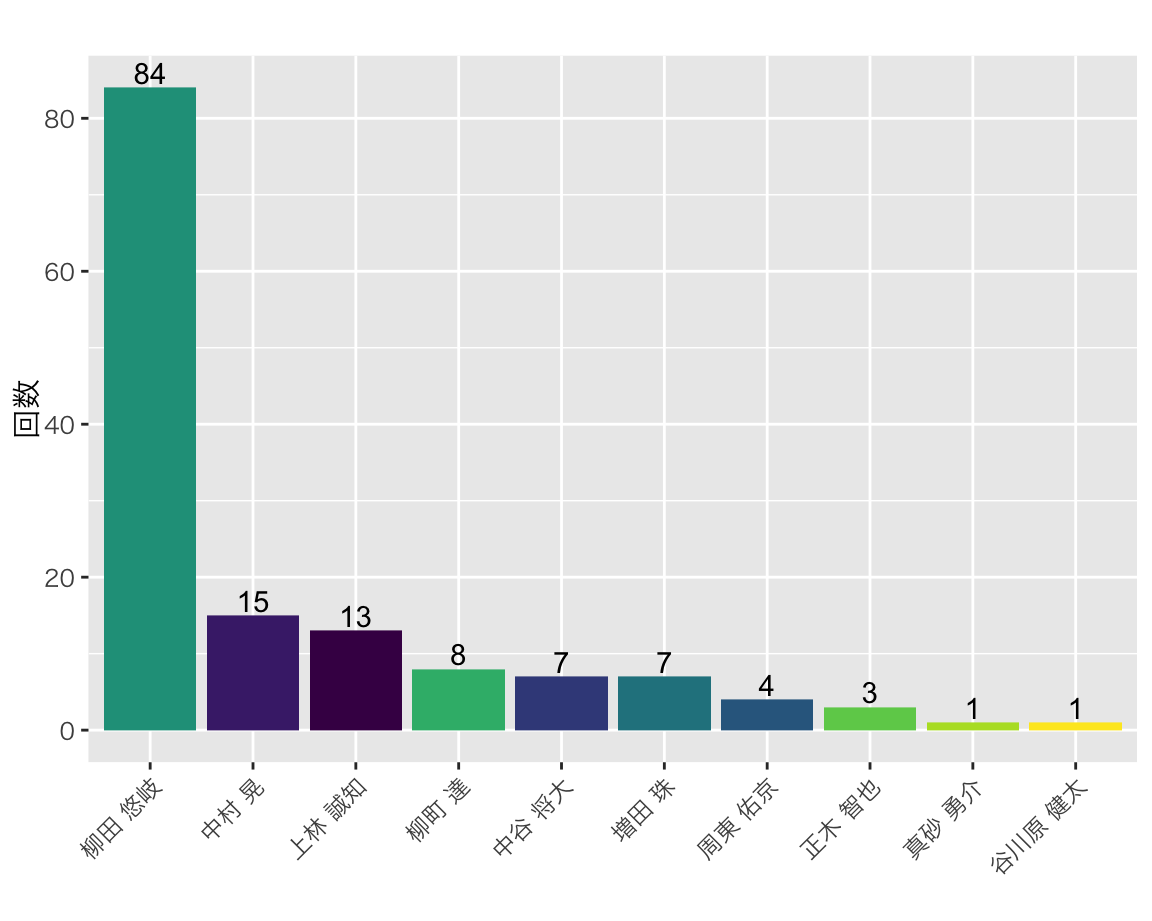 84
15
13
8
7
7
4
3
1
1
80
60
40
20
0
回数
柳田 悠岐
中村 晃
上林 誠知
柳町 達
中谷 将大
増田 珠
周東 佑京
正木 智也
真砂 勇介
谷川原 健太